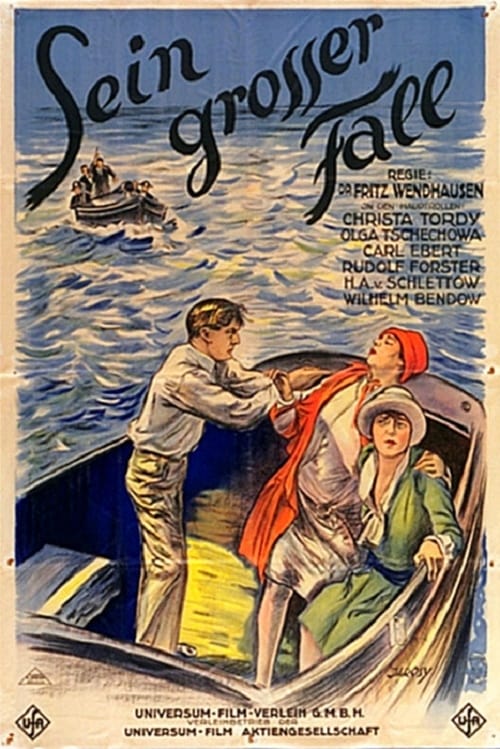 Sein
grosser
Fall
REGIE:
DR. FRITZ WENDHAUSEN
IN DEN HAUPTROLLEN:
CHRISTA TORDY
OLGA TSCHECHOWA
CARL EBERT
RUDOLF FORSTER
H.A.v. SCHLETTOW
WILHELM BENDOW
UFA
UNIVERSUM-FILM-VERLEIH G.M.B.H.
VERLEIHBETRIEB DER
UNIVERSUM-FILM AKTIENGESELLSCHAFT
UFA